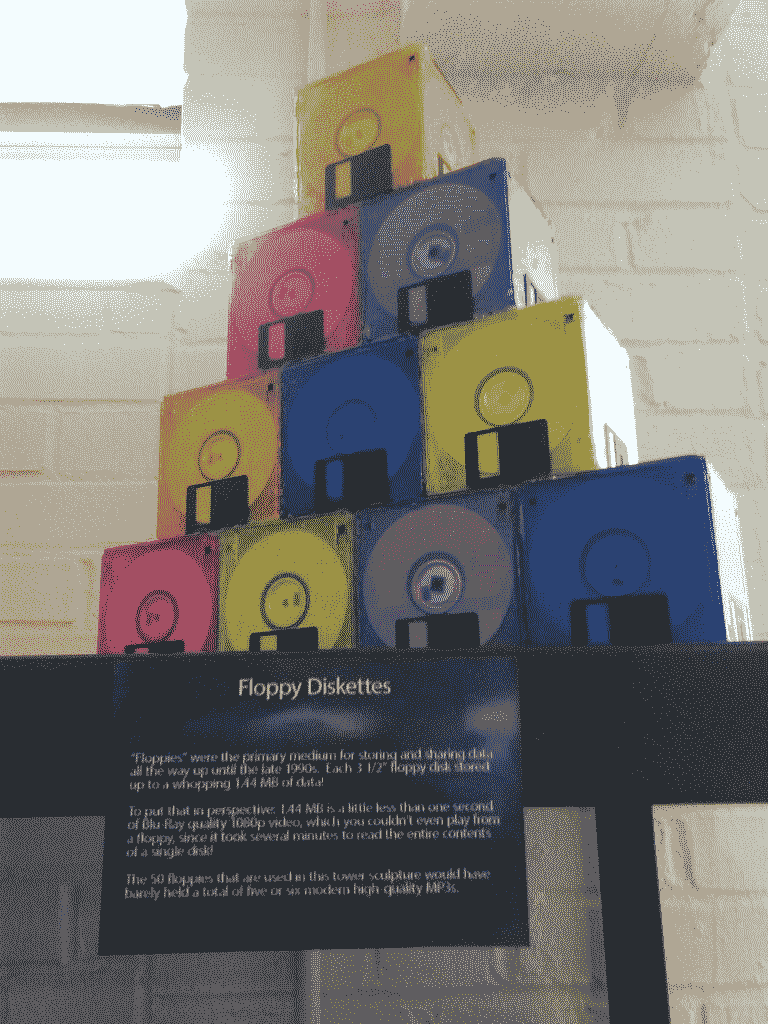 Floppy Diskettes
"Floppies" were the primary medium for storing and sharing data
all the way up until the late 1990s. Each 3 1/2" floppy disk stored
up to a whopping 1.44 MB of data!
To put that in perspective: 1.44 MB is a little less than one second
of Blu-Ray quality 1080p video, which you couldn't even play from
a floppy, since it took several minutes to read the entire contents
of a single disk!
The 50 floppies that are used in this tower sculpture would have
barely held a total of five or six modern high quality MP3s.